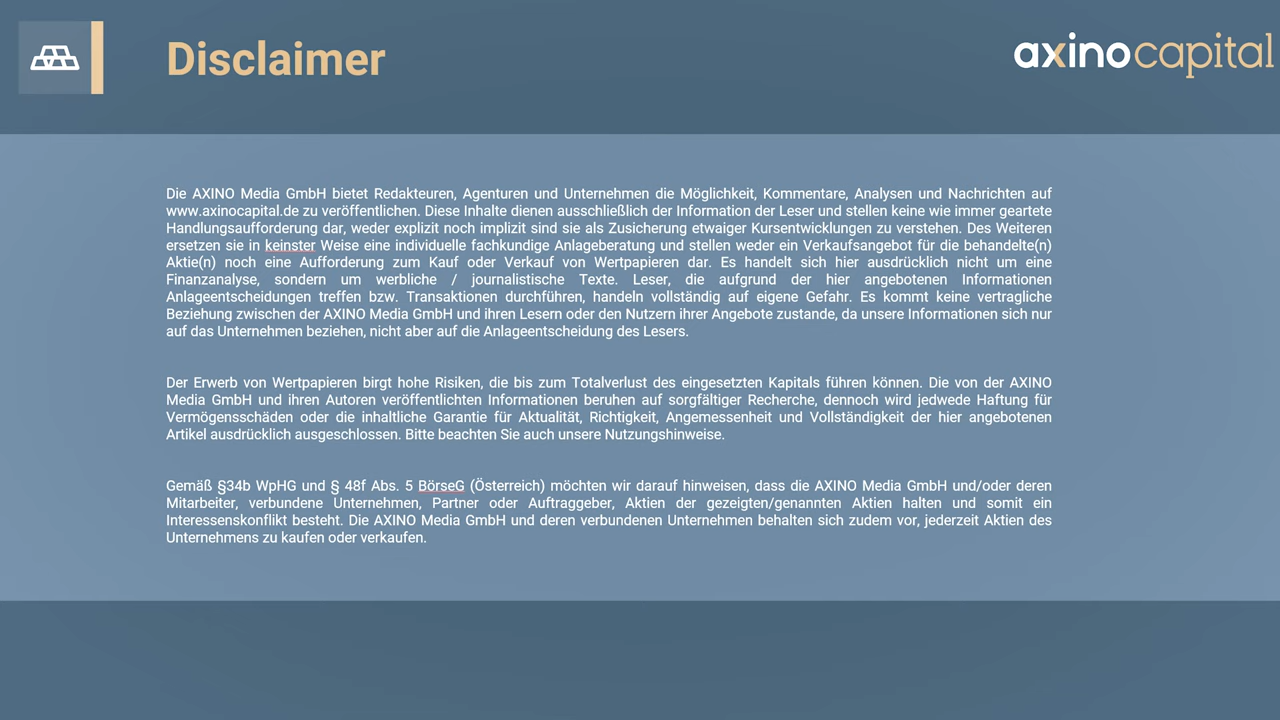 Disclaimer
axinocapital
Die AXINO Media GmbH bietet Redakteuren, Agenturen und Unternehmen die Möglichkeit, Kommentare, Analysen und Nachrichten auf
www.axinocapital.de zu veröffentlichen. Diese Inhalte dienen ausschließlich der Information der Leser und stellen keine wie immer geartete
Handlungsaufforderung dar, weder explizit noch implizit sind sie als Zusicherung etwaiger Kursentwicklungen zu verstehen. Des Weiteren
ersetzen sie in keinster Weise eine individuelle fachkundige Anlageberatung und stellen weder ein Verkaufsangebot für die behandelte(n)
Aktie(n) noch eine Aufforderung zum Kauf oder Verkauf von Wertpapieren dar. Es handelt sich hier ausdrücklich nicht um eine
Finanzanalyse, sondern um werbliche / journalistische Texte. Leser, die aufgrund der hier angebotenen Informationen
Anlageentscheidungen treffen bzw. Transaktionen durchführen, handeln vollständig auf eigene Gefahr. Es kommt keine vertragliche
Beziehung zwischen der AXINO Media GmbH und ihren Lesern oder den Nutzern ihrer Angebote zustande, da unsere Informationen sich nur
auf das Unternehmen beziehen, nicht aber auf die Anlageentscheidung des Lesers.
Der Erwerb von Wertpapieren birgt hohe Risiken, die bis zum Totalverlust des eingesetzten Kapitals führen können. Die von der AXINO
Media GmbH und ihren Autoren veröffentlichten Informationen beruhen auf sorgfältiger Recherche, dennoch wird jedwede Haftung für
Vermögensschäden oder die inhaltliche Garantie für Aktualität, Richtigkeit, Angemessenheit und Vollständigkeit der hier angebotenen
Artikel ausdrücklich ausgeschlossen. Bitte beachten Sie auch unsere Nutzungshinweise.
Gemäß §34b WpHG und § 48f Abs. 5 BörseG (Österreich) möchten wir darauf hinweisen, dass die AXINO Media GmbH und/oder deren
Mitarbeiter, verbundene Unternehmen, Partner oder Auftraggeber, Aktien der gezeigten/genannten Aktien halten und somit ein
Interessenskonflikt besteht. Die AXINO Media GmbH und deren verbundenen Unternehmen behalten sich zudem vor, jederzeit Aktien des
Unternehmens zu kaufen oder verkaufen.